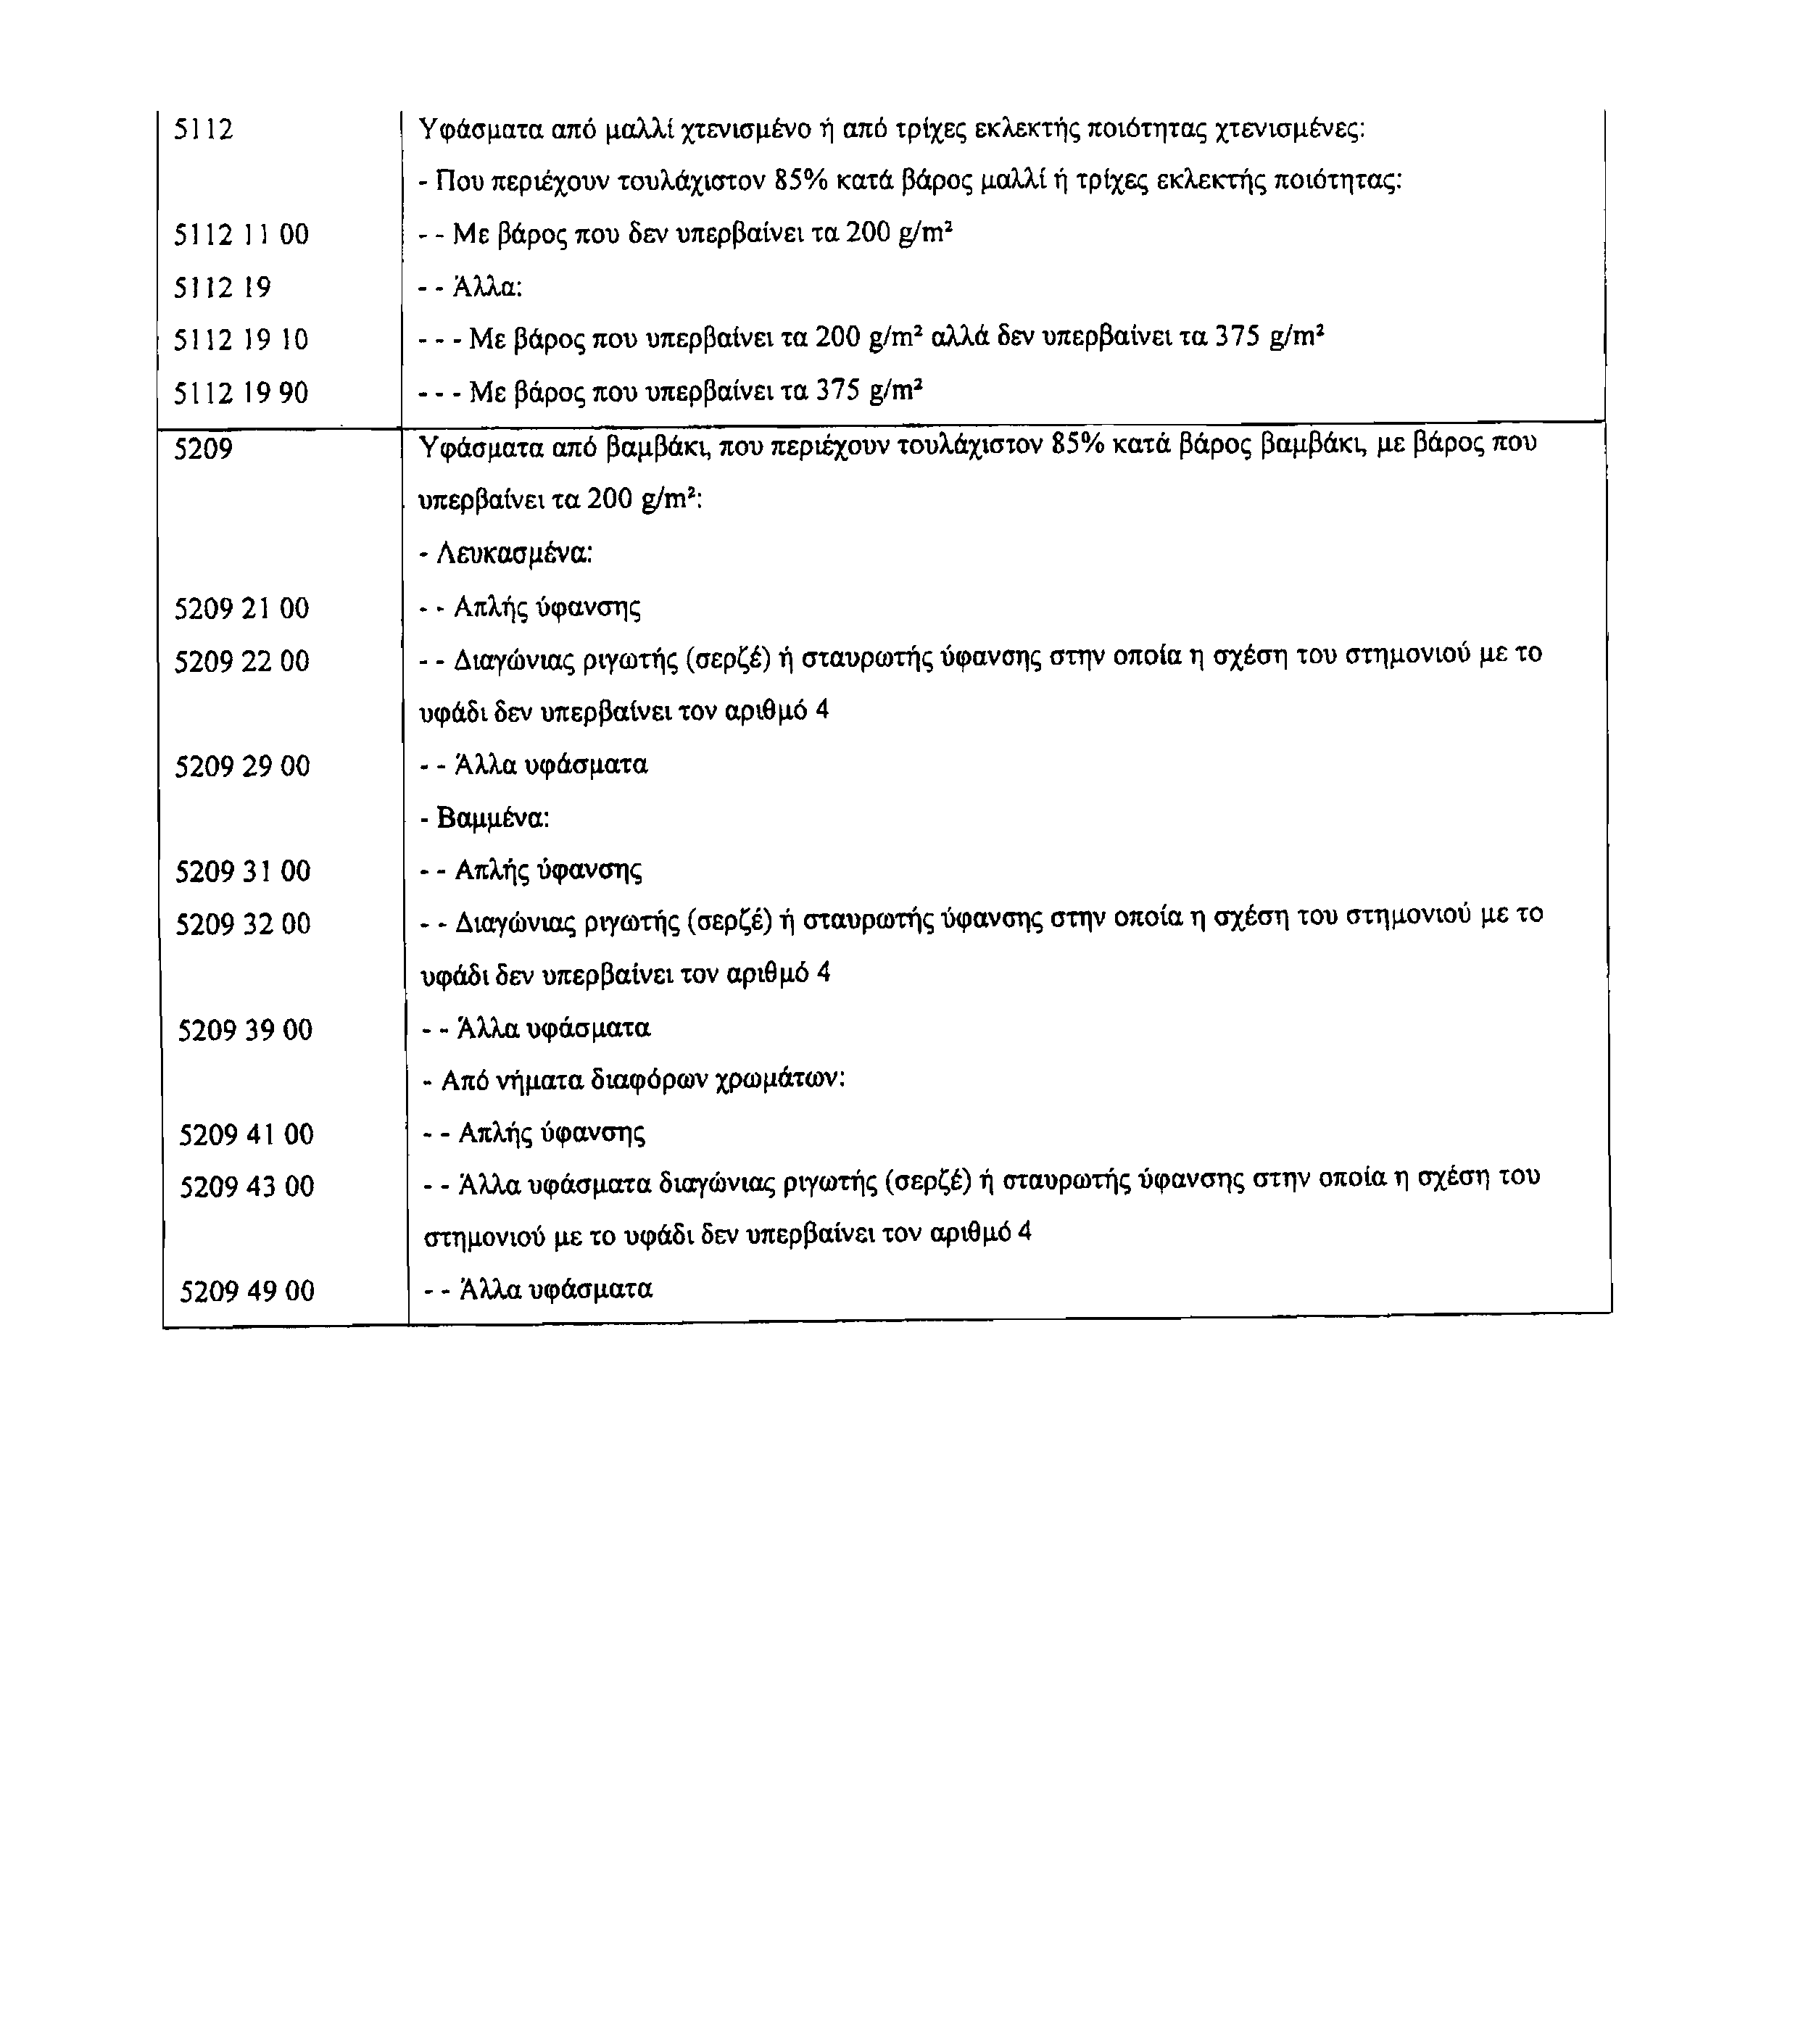 5112 Υφάσματα από μαλλί χτενισμένο ή από τρίχες εκλεκτής ποιότητας χτενισμένες:
- Που περιέχουν τουλάχιστον 85% κατά βάρος μαλλί ή τρίχες εκλεκτής ποιότητας:
5112 11 00 - - Με βάρος που δεν υπερβαίνει τα 200 g/m²
5112 19 - - Άλλα:
5112 19 10 - - - Με βάρος που υπερβαίνει τα 200 g/m² αλλά δεν υπερβαίνει τα 375 g/m²
5112 19 90 - - - Με βάρος που υπερβαίνει τα 375 g/m²
5209 Υφάσματα από βαμβάκι, που περιέχουν τουλάχιστον 85% κατά βάρος βαμβάκι, με βάρος που
υπερβαίνει τα 200 g/m²:
- Λευκασμένα:
5209 21 00 - - Απλής ύφανσης
5209 22 00 - - Διαγώνιας ριγωτής (σερζέ) ή σταυρωτής ύφανσης στην οποία η σχέση του στημονιού με το
υφάδι δεν υπερβαίνει τον αριθμό 4
5209 29 00 - - Άλλα υφάσματα
- Βαμμένα:
5209 31 00 - - Απλής ύφανσης
5209 32 00 - - Διαγώνιας ριγωτής (σερζέ) ή σταυρωτής ύφανσης στην οποία η σχέση του στημονιού με το
υφάδι δεν υπερβαίνει τον αριθμό 4
5209 39 00 - - Άλλα υφάσματα
- Από νήματα διαφόρων χρωμάτων:
5209 41 00 - - Απλής ύφανσης
5209 43 00 - - Άλλα υφάσματα διαγώνιας ριγωτής (σερζέ) ή σταυρωτής ύφανσης στην οποία η σχέση του
στημονιού με το υφάδι δεν υπερβαίνει τον αριθμό 4
5209 49 00 - - Άλλα υφάσματα